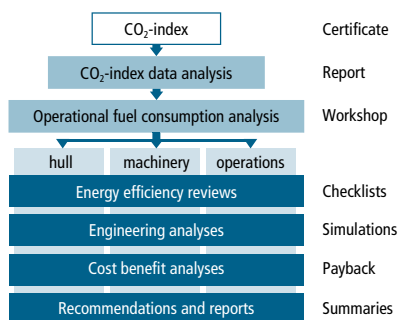 CO₂-index Certificate
CO₂-index data analysis Report
Operational fuel consumption analysis Workshop
hull machinery operations
Energy efficiency reviews Checklists
Engineering analyses Simulations
Cost benefit analyses Payback
Recommendations and reports Summaries